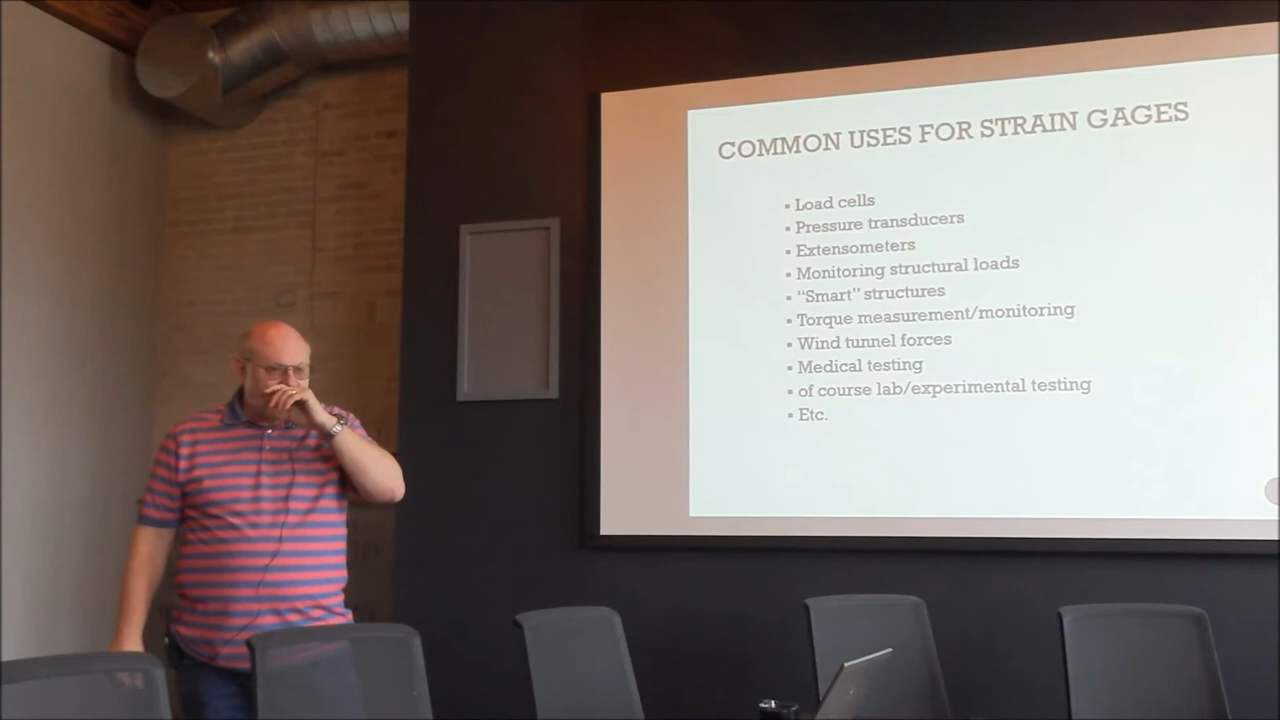 COMMON USES FOR STRAIN GAGES
▪ Load cells
▪ Pressure transducers
▪ Extensometers
▪ Monitoring structural loads
▪ “Smart” structures
▪ Torque measurement/monitoring
▪ Wind tunnel forces
▪ Medical testing
▪ of course lab/experimental testing
▪ Etc.